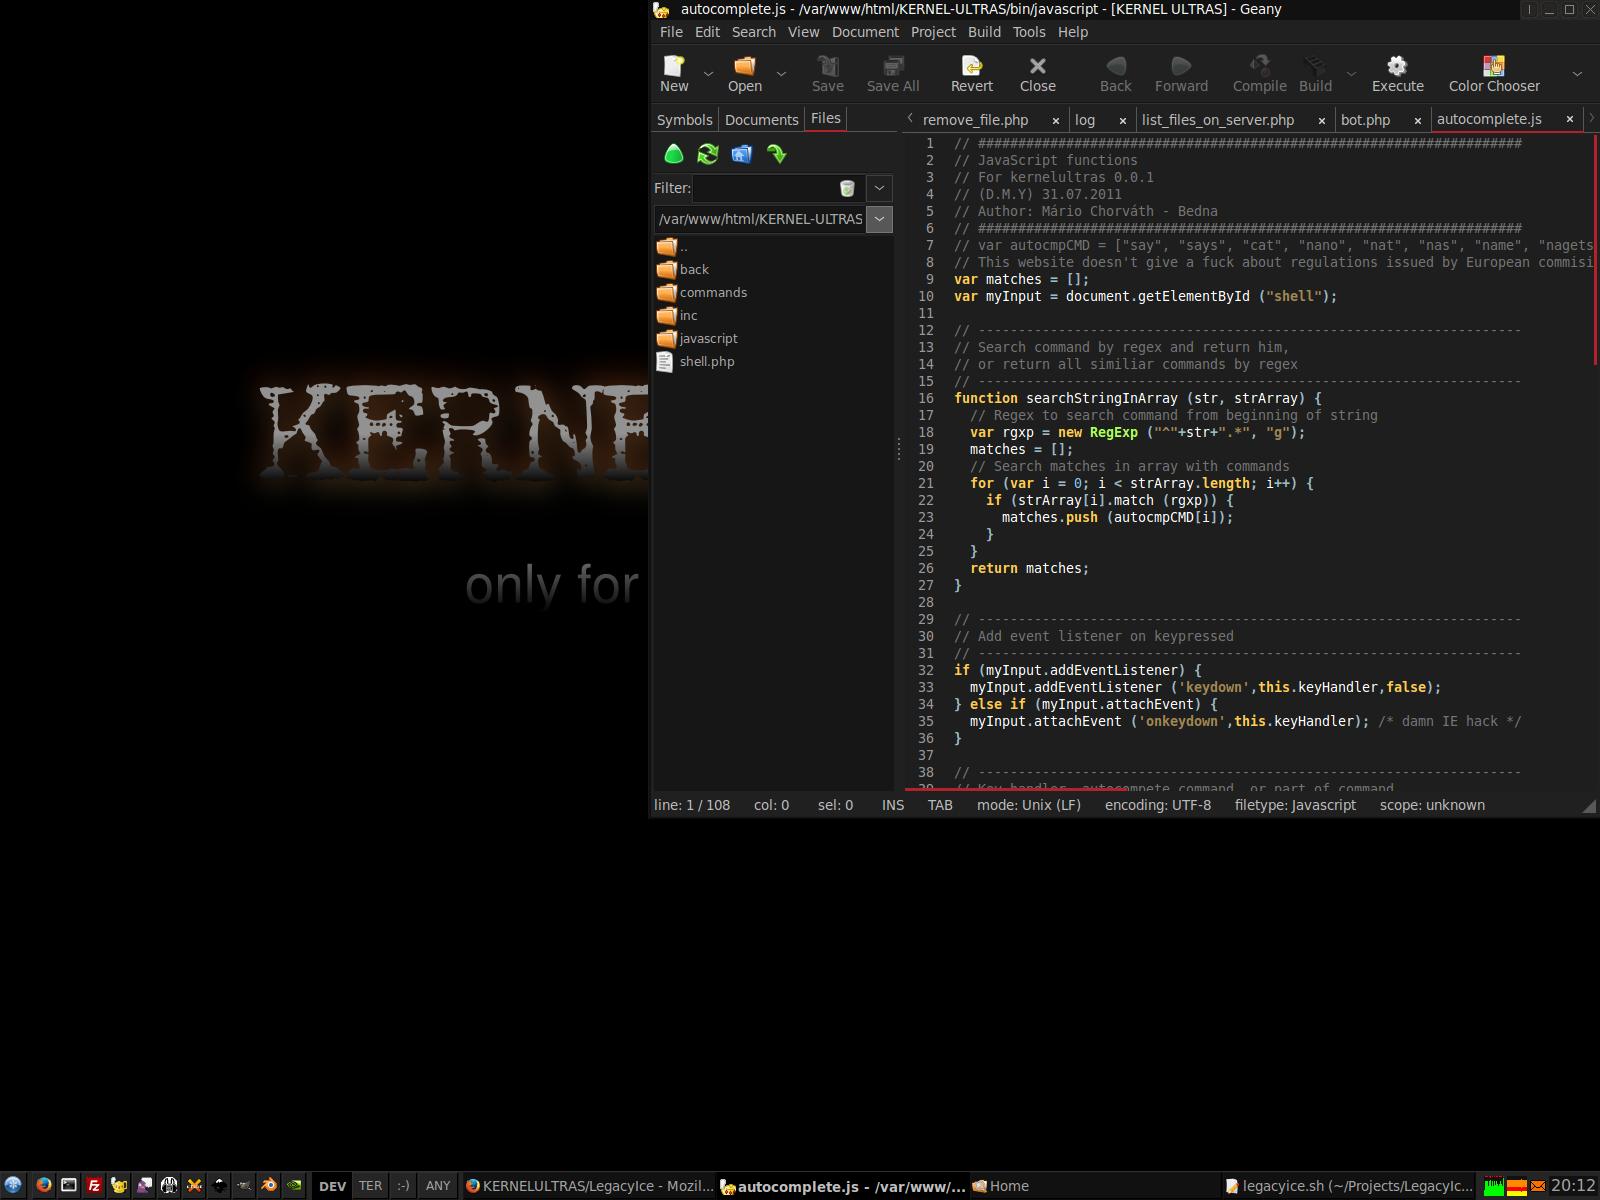 autocomplete.js - /var/www/html/KERNEL-ULTRAS/bin/javascript - [KERNEL ULTRAS] - Geany
File Edit Search View Document Project Build Tools Help
New Open Save Save All Revert Close Back Forward Compile Build Execute Color Chooser
Symbols Documents Files
remove_file.php × log × list_files_on_server.php × bot.php × autocomplete.js ×
Filter:
/var/www/html/KERNEL-ULTRAS
..
back
commands
inc
javascript
shell.php
1 // ####################################################################
2 // JavaScript functions
3 // For kernelultras 0.0.1
4 // (D.M.Y) 31.07.2011
5 // Author: Mário Chorváth - Bedna
6 // ####################################################################
7 // var autocmpCMD = ["say", "says", "cat", "nano", "nat", "nas", "name", "nagets
8 // This website doesn't give a fuck about regulations issued by European commisi
9 var matches = [];
10 var myInput = document.getElementById ("shell");
11
12 // --------------------------------------------------------------------
13 // Search command by regex and return him,
14 // or return all similiar commands by regex
15 // --------------------------------------------------------------------
16 function searchStringInArray (str, strArray) {
17 // Regex to search command from beginning of string
18 var rgxp = new RegExp ("^"+str+".*", "g");
19 matches = [];
20 // Search matches in array with commands
21 for (var i = 0; i < strArray.length; i++) {
22 if (strArray[i].match (rgxp)) {
23 matches.push (autocmpCMD[i]);
24 }
25 }
26 return matches;
27 }
28
29 // --------------------------------------------------------------------
30 // Add event listener on keypressed
31 // --------------------------------------------------------------------
32 if (myInput.addEventListener) {
33 myInput.addEventListener ('keydown',this.keyHandler,false);
34 } else if (myInput.attachEvent) {
35 myInput.attachEvent ('onkeydown',this.keyHandler); /* damn IE hack */
36 }
37
38 // --------------------------------------------------------------------
39 // Key handler, autocompete command, or part of command
line: 1 / 108 col: 0 sel: 0 INS TAB mode: Unix (LF) encoding: UTF-8 filetype: Javascript scope: unknown
KERNE
only for
DEV TER :-) ANY KERNELULTRAS/LegacyIce - Mozil... autocomplete.js - /var/www/... Home legacyice.sh (~/Projects/LegacyIc... 20:12